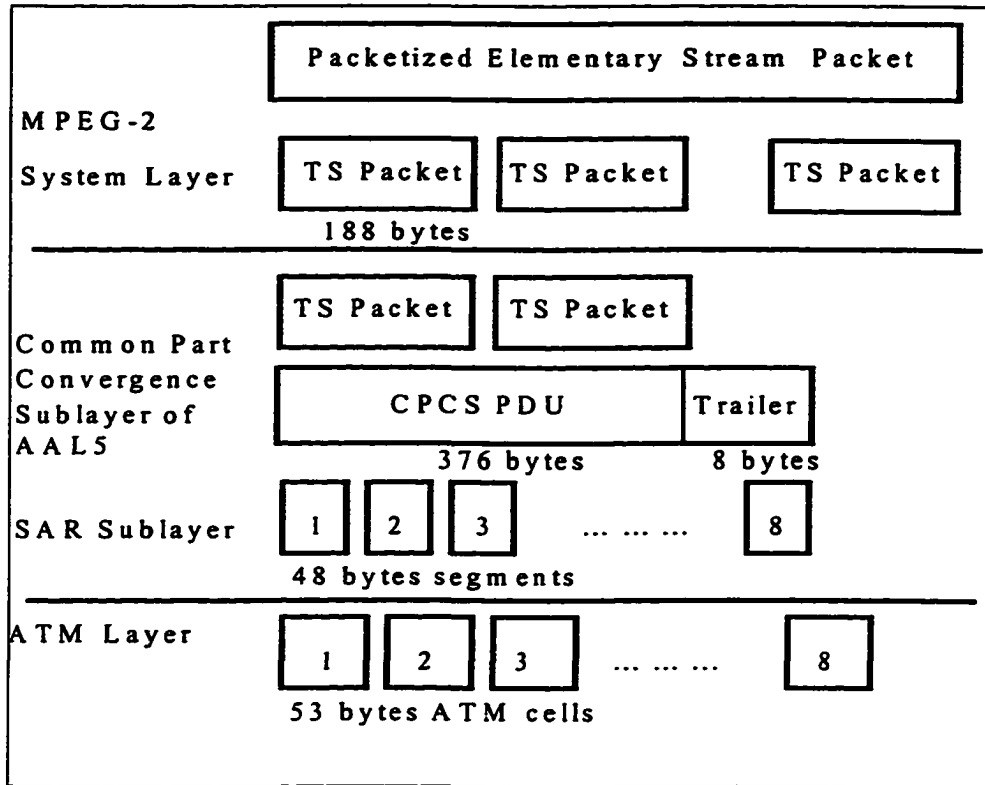 Packetized Elementary Stream Packet
MPEG-2
System Layer
TS Packet TS Packet TS Packet
188 bytes
TS Packet TS Packet
Common Part
Convergence
Sublayer of
AAL5
CPCS PDU Trailer
376 bytes 8 bytes
SAR Sublayer
1 2 3 ... ... ... 8
48 bytes segments
ATM Layer
1 2 3 ... ... ... 8
53 bytes ATM cells